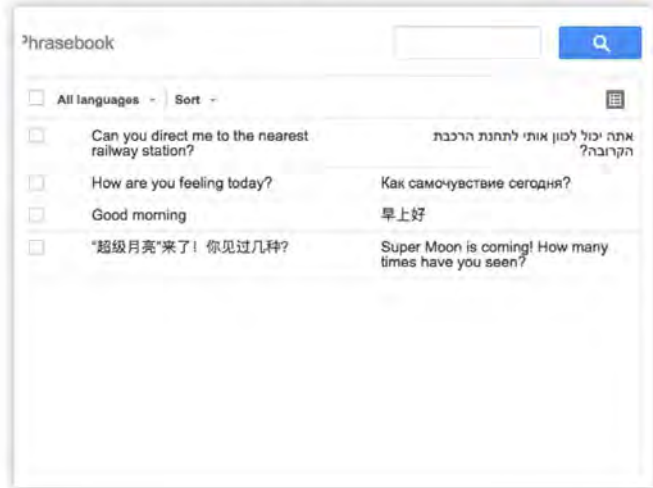 Phrasebook
All languages Sort
Can you direct me to the nearest
railway station?
אתה יכול לכוון אותי לתחנת הרכבת
הקרובה?
How are you feeling today?
Как самочувствие сегодня?
Good morning
早上好
“超级月亮”来了！你见过几种?
Super Moon is coming! How many
times have you seen?